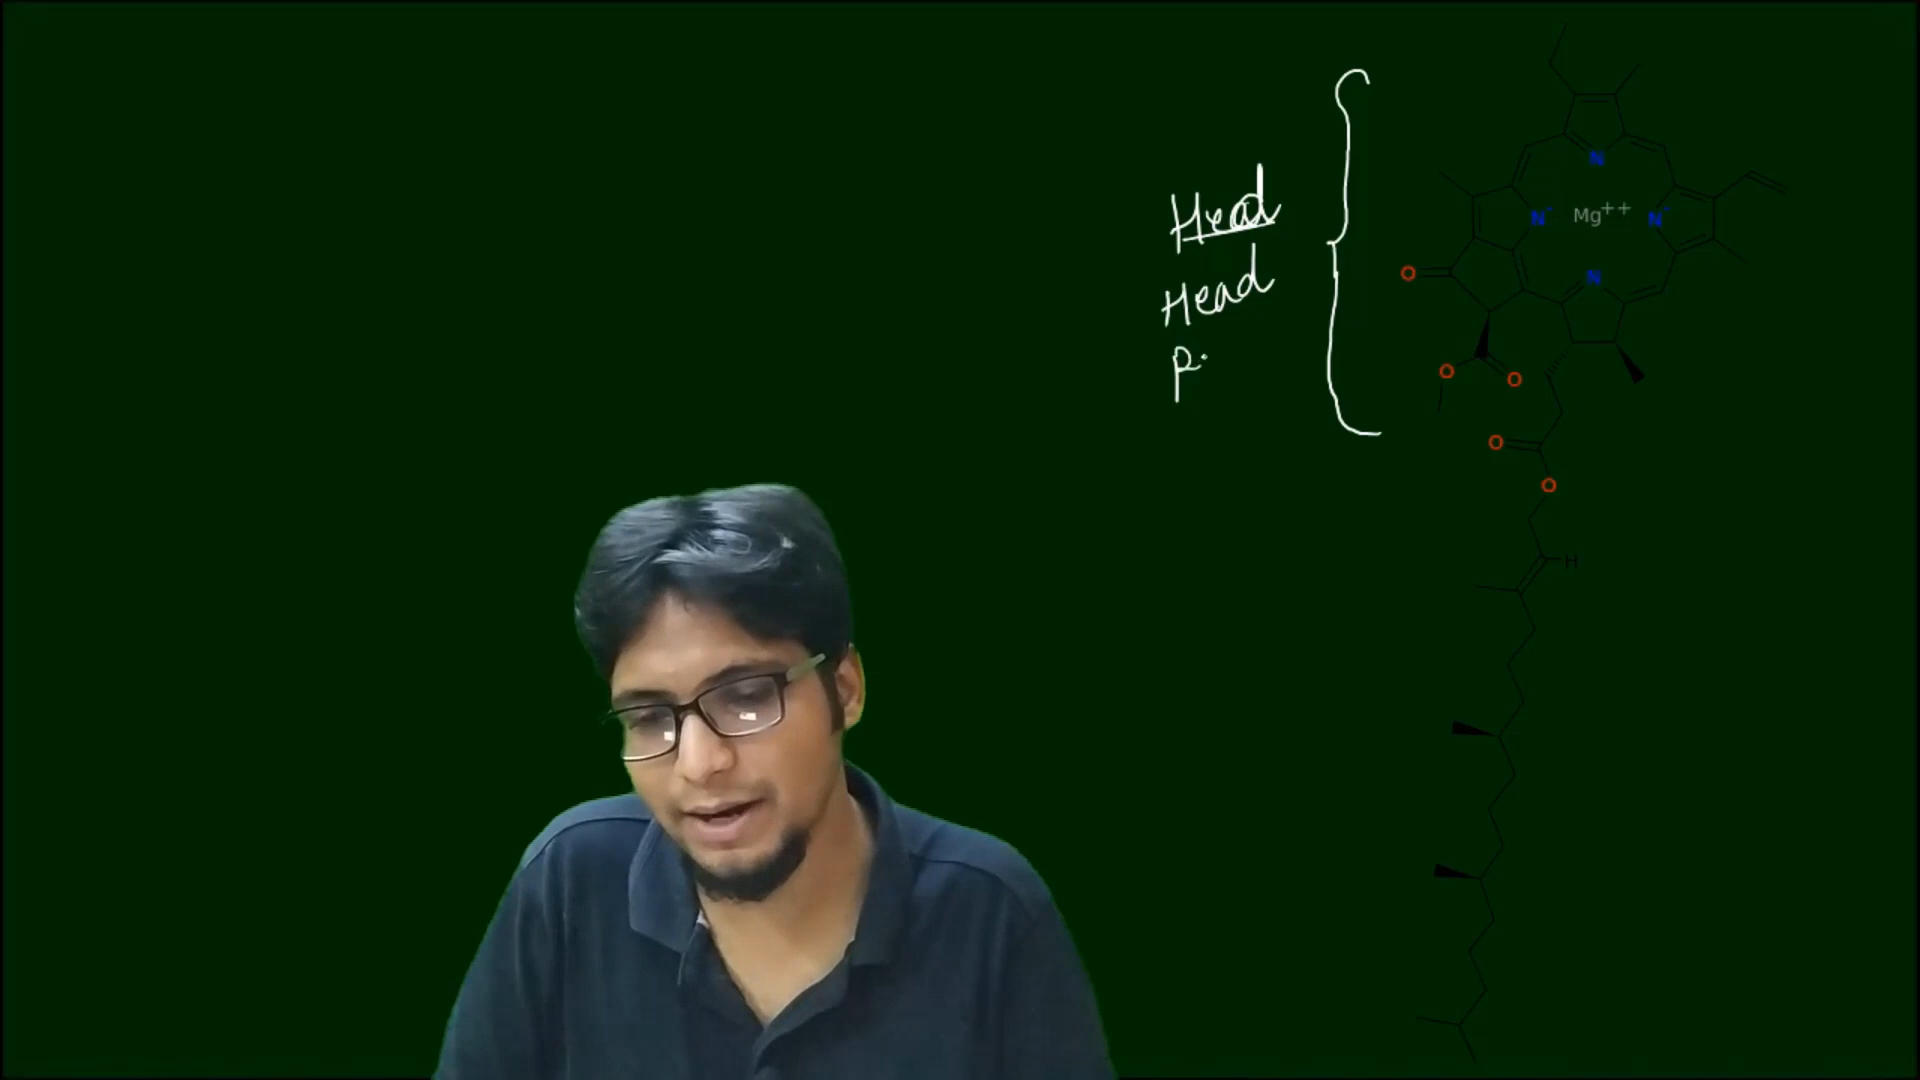 Head
Head
P.
N
N⁻ Mg⁺⁺ N⁻
O N
O O
O
O
H